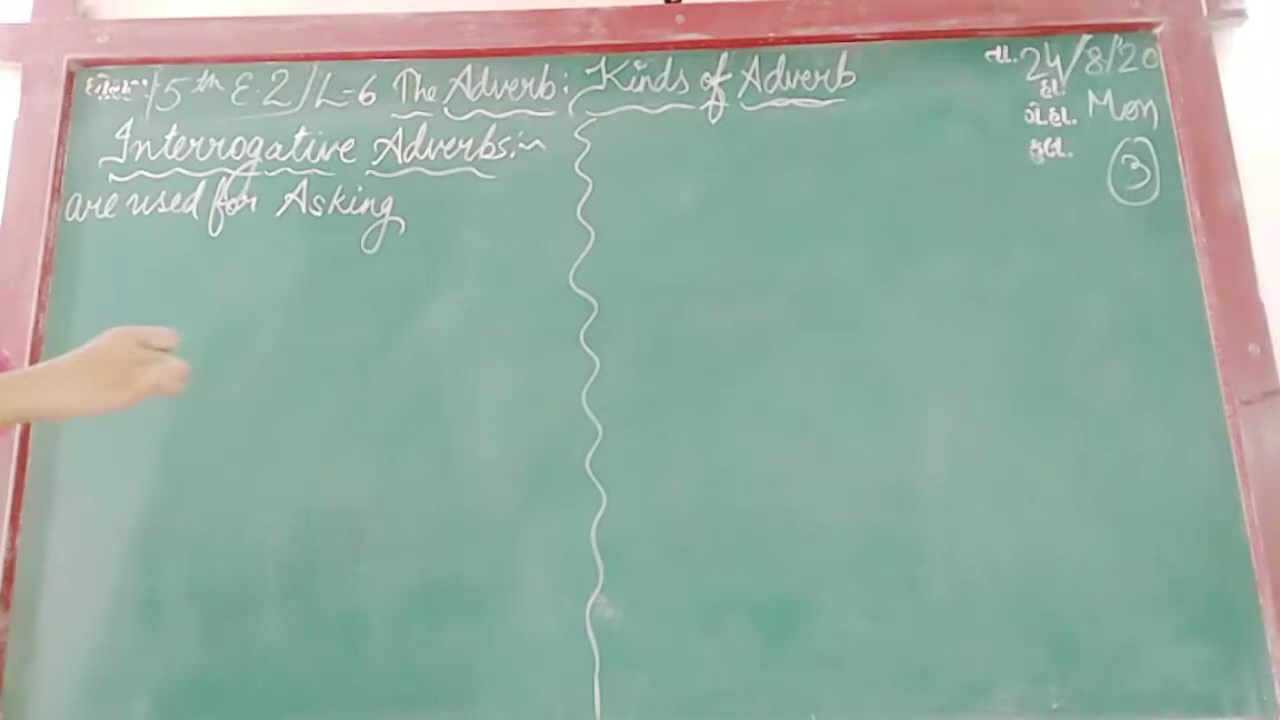 5th E.2 / L-6 The Adverb: Kinds of Adverb
Interrogative Adverbs:~
are used for Asking
તા. 24/8/20
હા.
ગે.હા. Mon
કુલ.
3